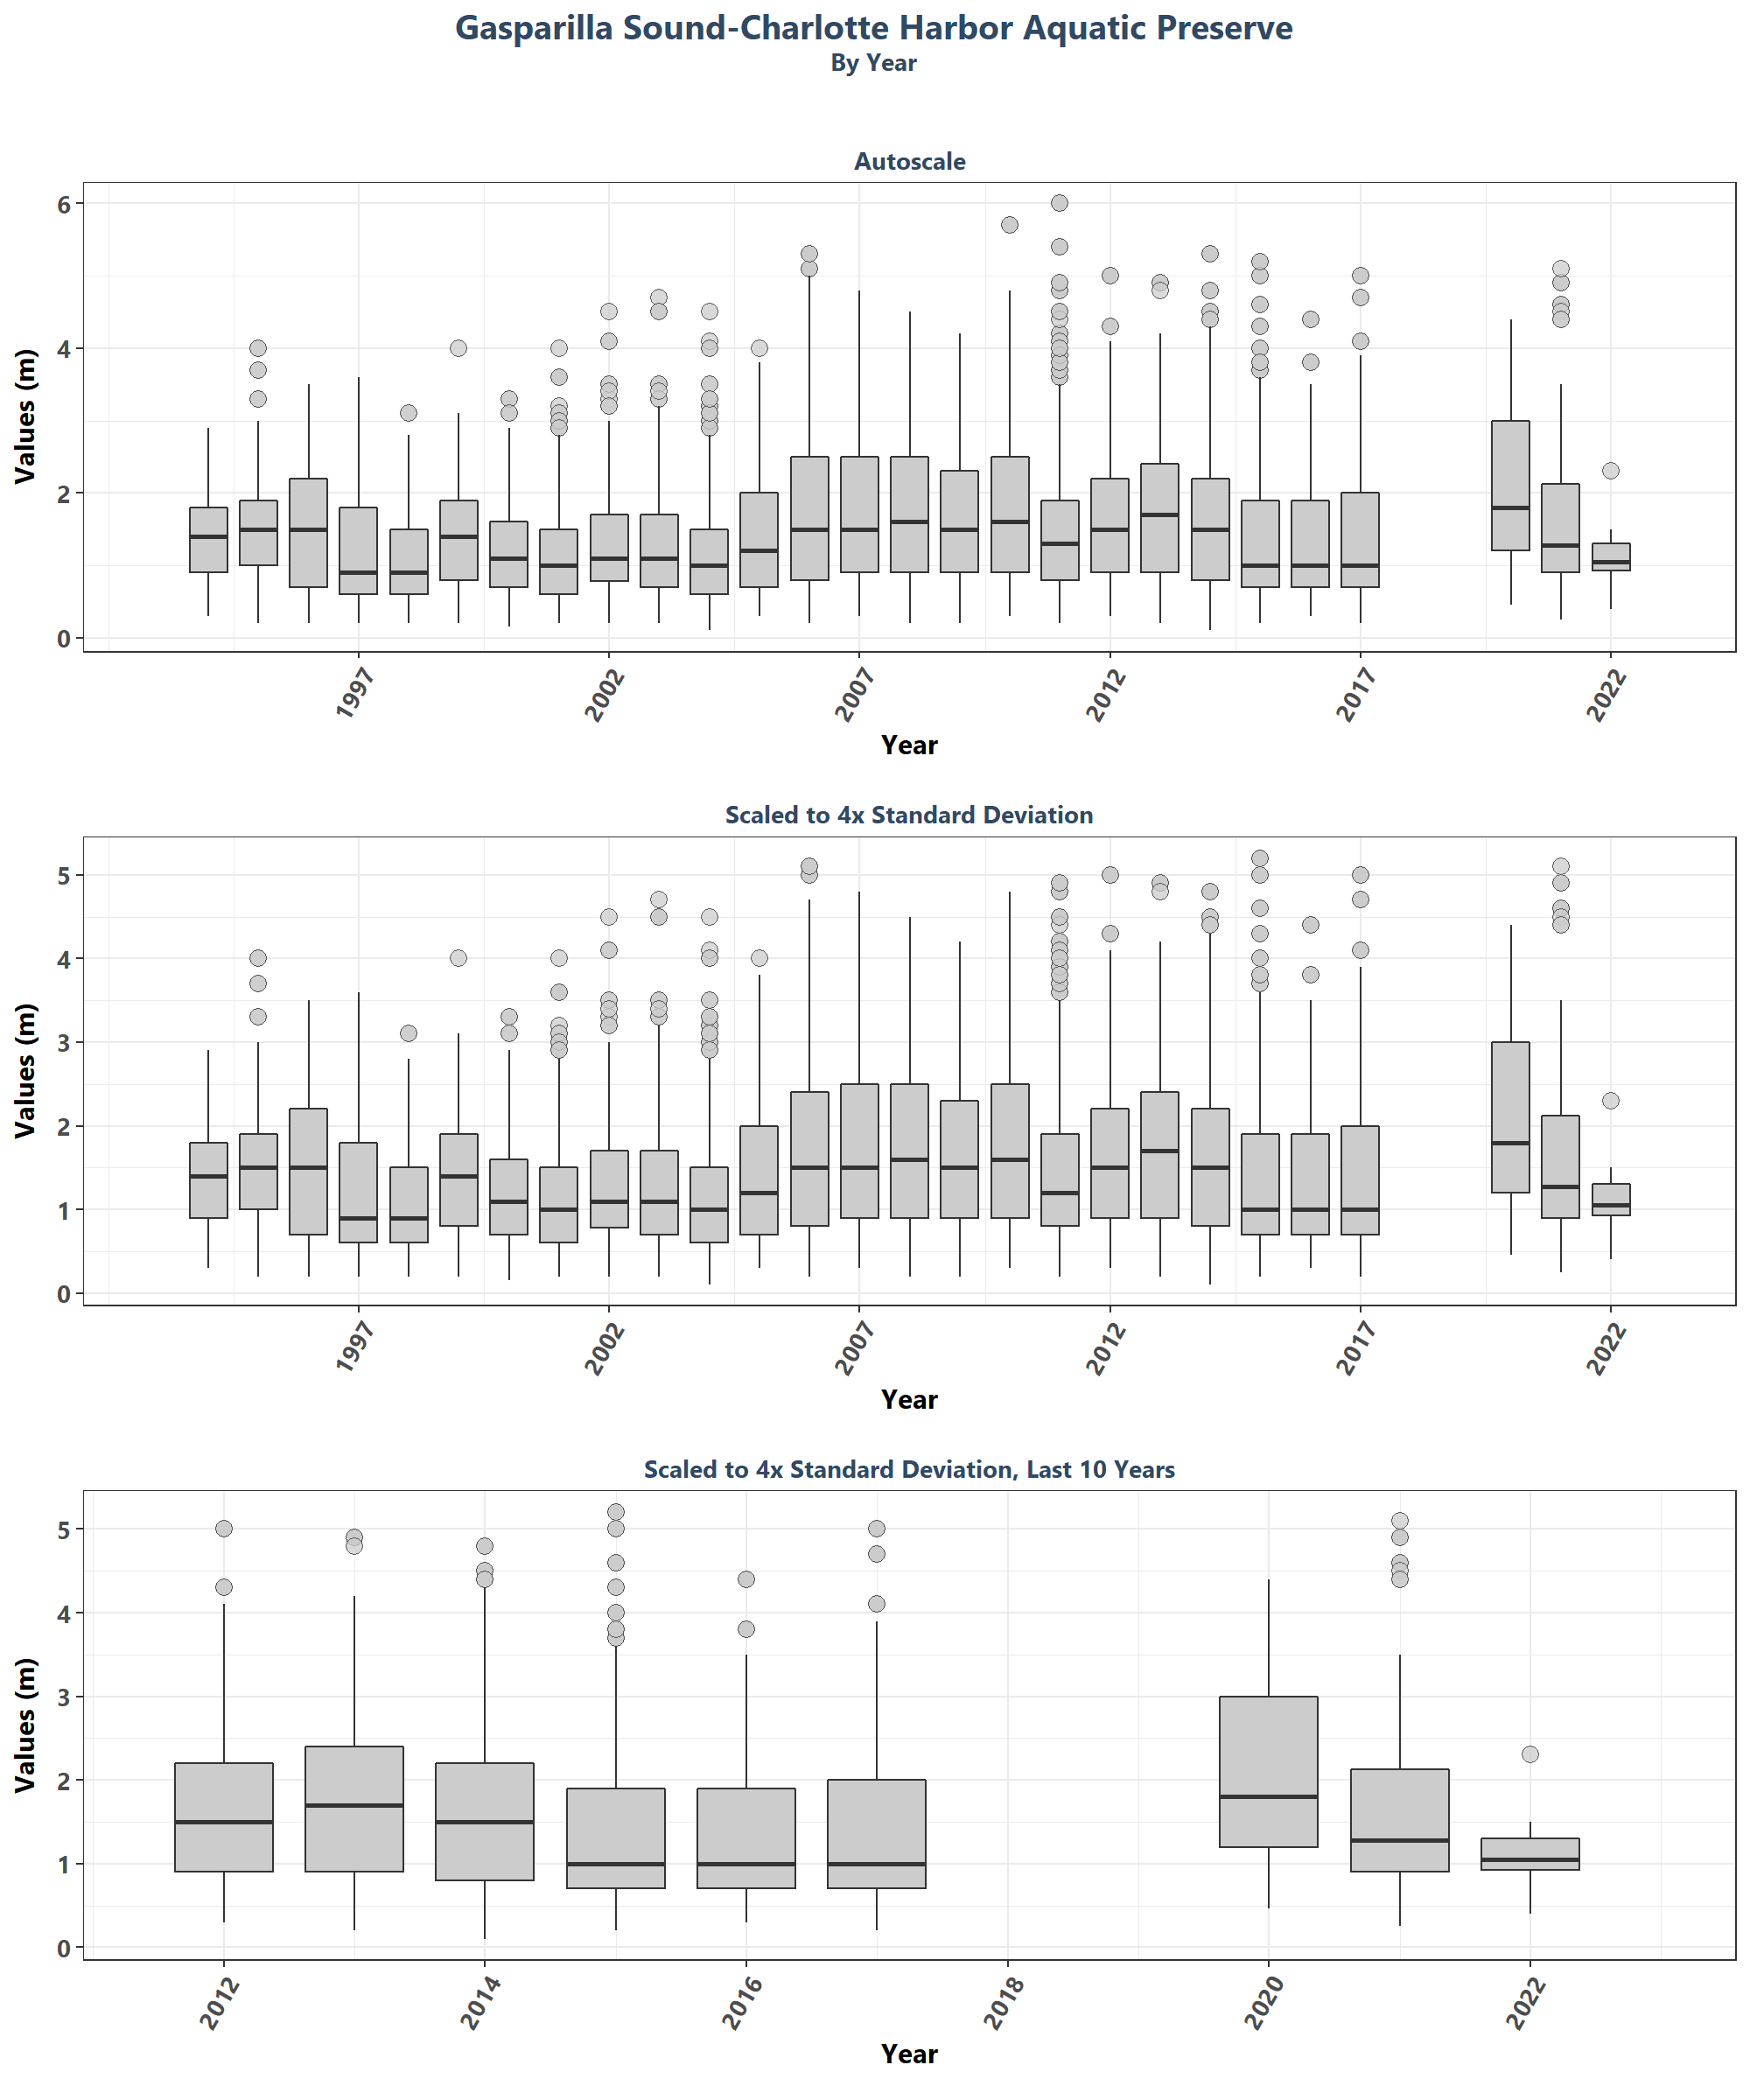 Gasparilla Sound-Charlotte Harbor Aquatic Preserve
By Year
Autoscale
Values (m)
6
4
2
0
1997 2002 2007 2012 2017 2022
Year
Scaled to 4x Standard Deviation
Values (m)
5
4
3
2
1
0
1997 2002 2007 2012 2017 2022
Year
Scaled to 4x Standard Deviation, Last 10 Years
Values (m)
5
4
3
2
1
0
2012 2014 2016 2018 2020 2022
Year